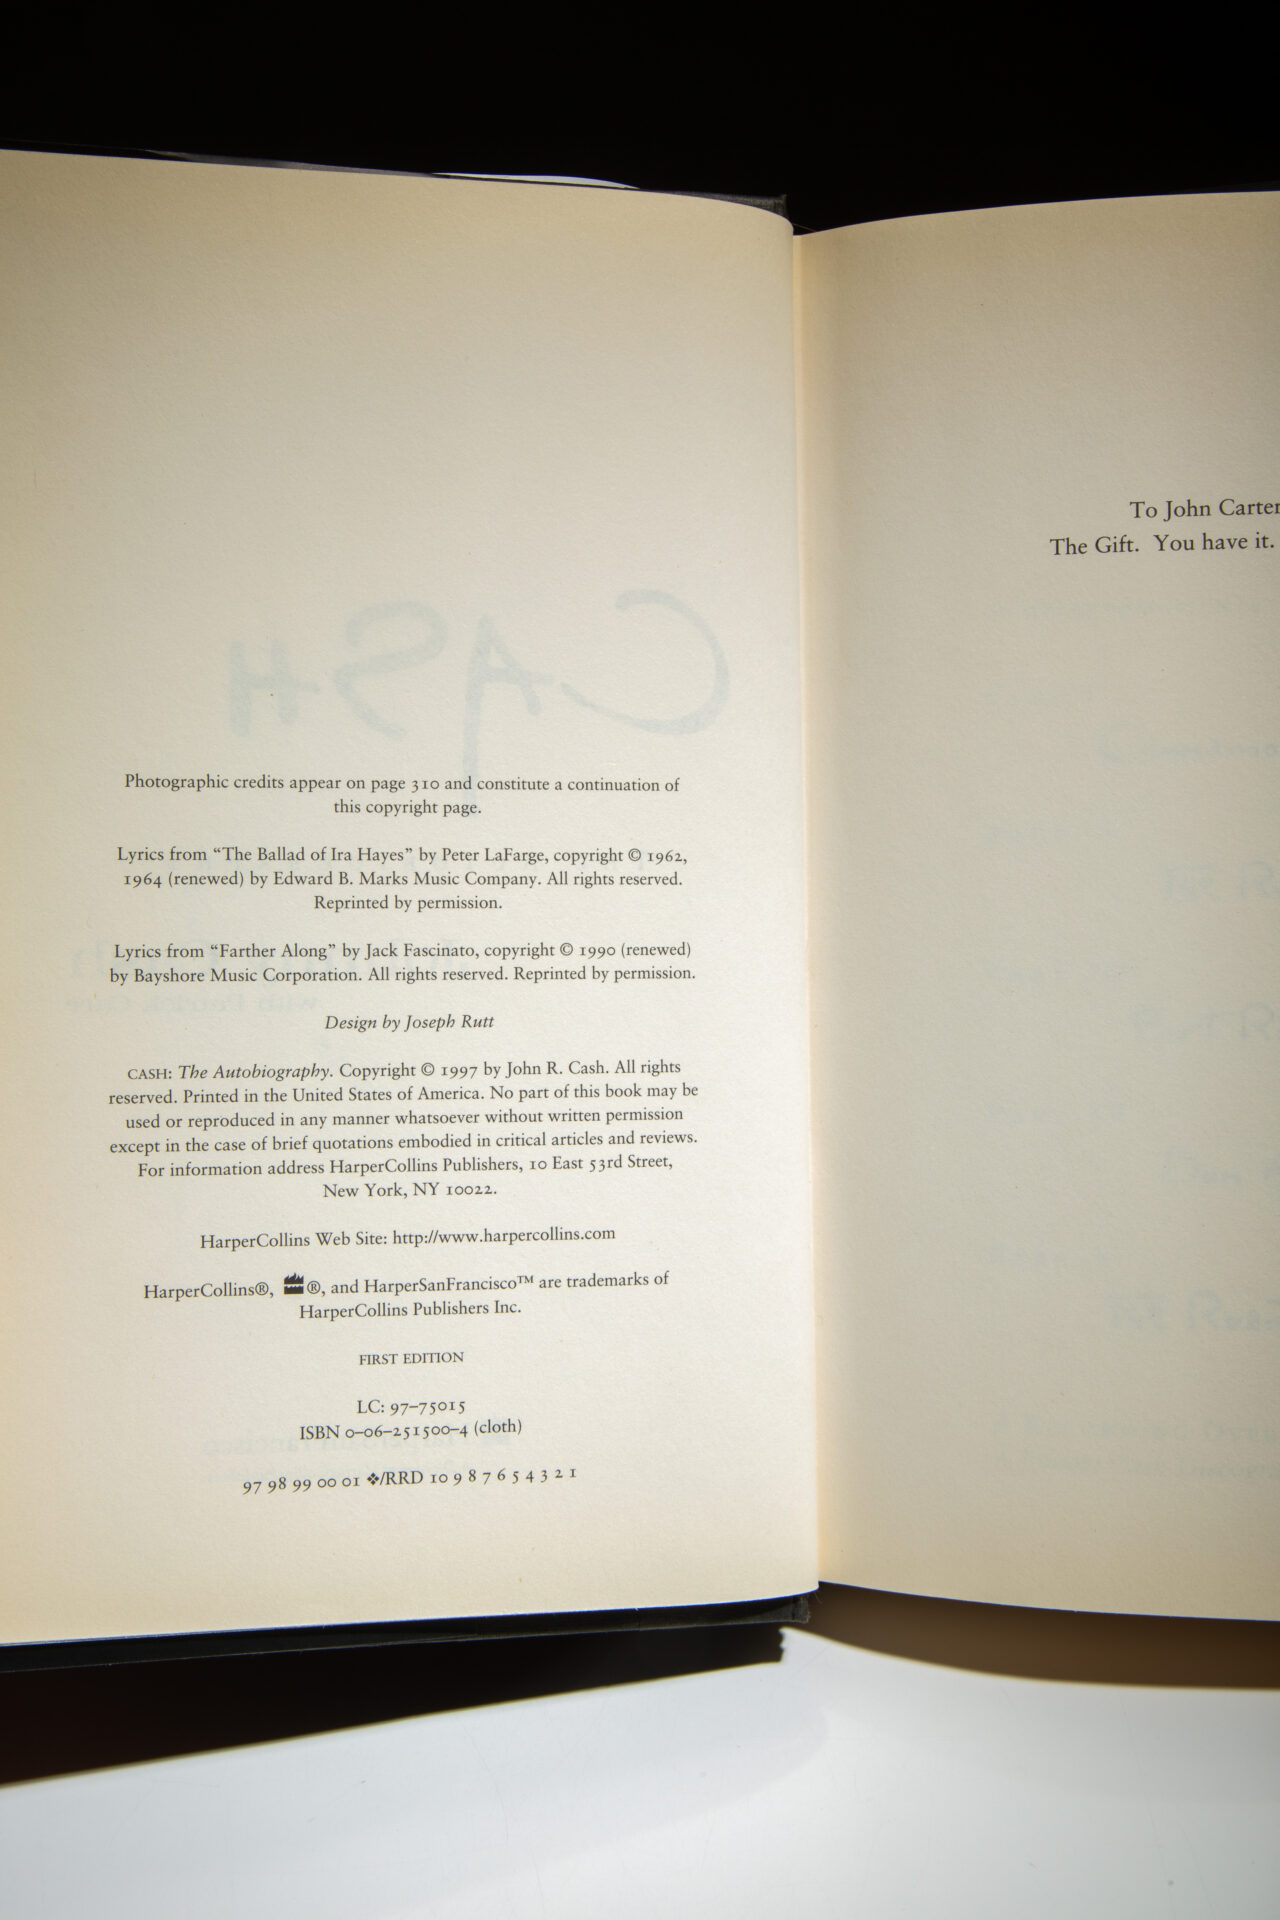 Photographic credits appear on page 310 and constitute a continuation of
this copyright page.
Lyrics from “The Ballad of Ira Hayes” by Peter LaFarge, copyright © 1962,
1964 (renewed) by Edward B. Marks Music Company. All rights reserved.
Reprinted by permission.
Lyrics from “Farther Along” by Jack Fascinato, copyright © 1990 (renewed)
by Bayshore Music Corporation. All rights reserved. Reprinted by permission.
Design by Joseph Rutt
CASH: The Autobiography. Copyright © 1997 by John R. Cash. All rights
reserved. Printed in the United States of America. No part of this book may be
used or reproduced in any manner whatsoever without written permission
except in the case of brief quotations embodied in critical articles and reviews.
For information address HarperCollins Publishers, 10 East 53rd Street,
New York, NY 10022.
HarperCollins Web Site: http://www.harpercollins.com
HarperCollins®, ®, and HarperSanFrancisco™ are trademarks of
HarperCollins Publishers Inc.
FIRST EDITION
LC: 97–75015
ISBN 0–06–251500–4 (cloth)
97 98 99 00 01 ❖/RRD 10 9 8 7 6 5 4 3 2 1
To John Carter
The Gift. You have it.
CASH